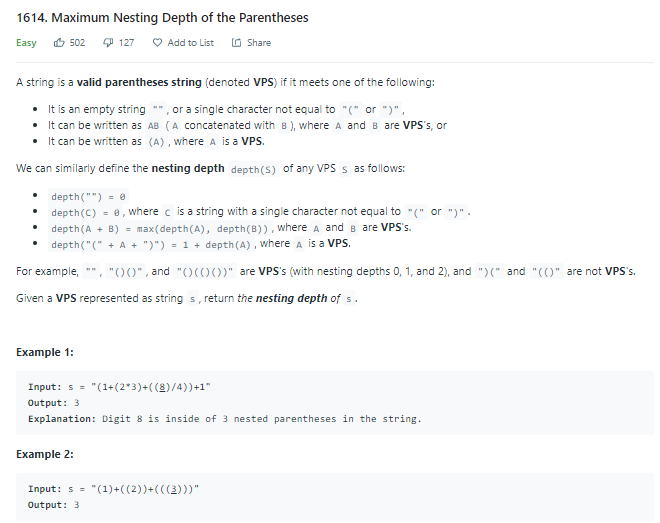 1614. Maximum Nesting Depth of the Parentheses
Easy 502 127 Add to List Share
A string is a valid parentheses string (denoted VPS) if it meets one of the following:
• It is an empty string "", or a single character not equal to "(" or ")",
• It can be written as AB (A concatenated with B), where A and B are VPS's, or
• It can be written as (A), where A is a VPS.
We can similarly define the nesting depth depth(S) of any VPS S as follows:
• depth("") = 0
• depth(C) = 0, where C is a string with a single character not equal to "(" or ")".
• depth(A + B) = max(depth(A), depth(B)), where A and B are VPS's.
• depth("(" + A + ")") = 1 + depth(A), where A is a VPS.
For example, "", "()()", and "()(()())" are VPS's (with nesting depths 0, 1, and 2), and ")(" and "(()" are not VPS's.
Given a VPS represented as string s, return the nesting depth of s.
Example 1:
Input: s = "(1+(2*3)+((8)/4))+1"
Output: 3
Explanation: Digit 8 is inside of 3 nested parentheses in the string.
Example 2:
Input: s = "(1)+((2))+(((3)))"
Output: 3